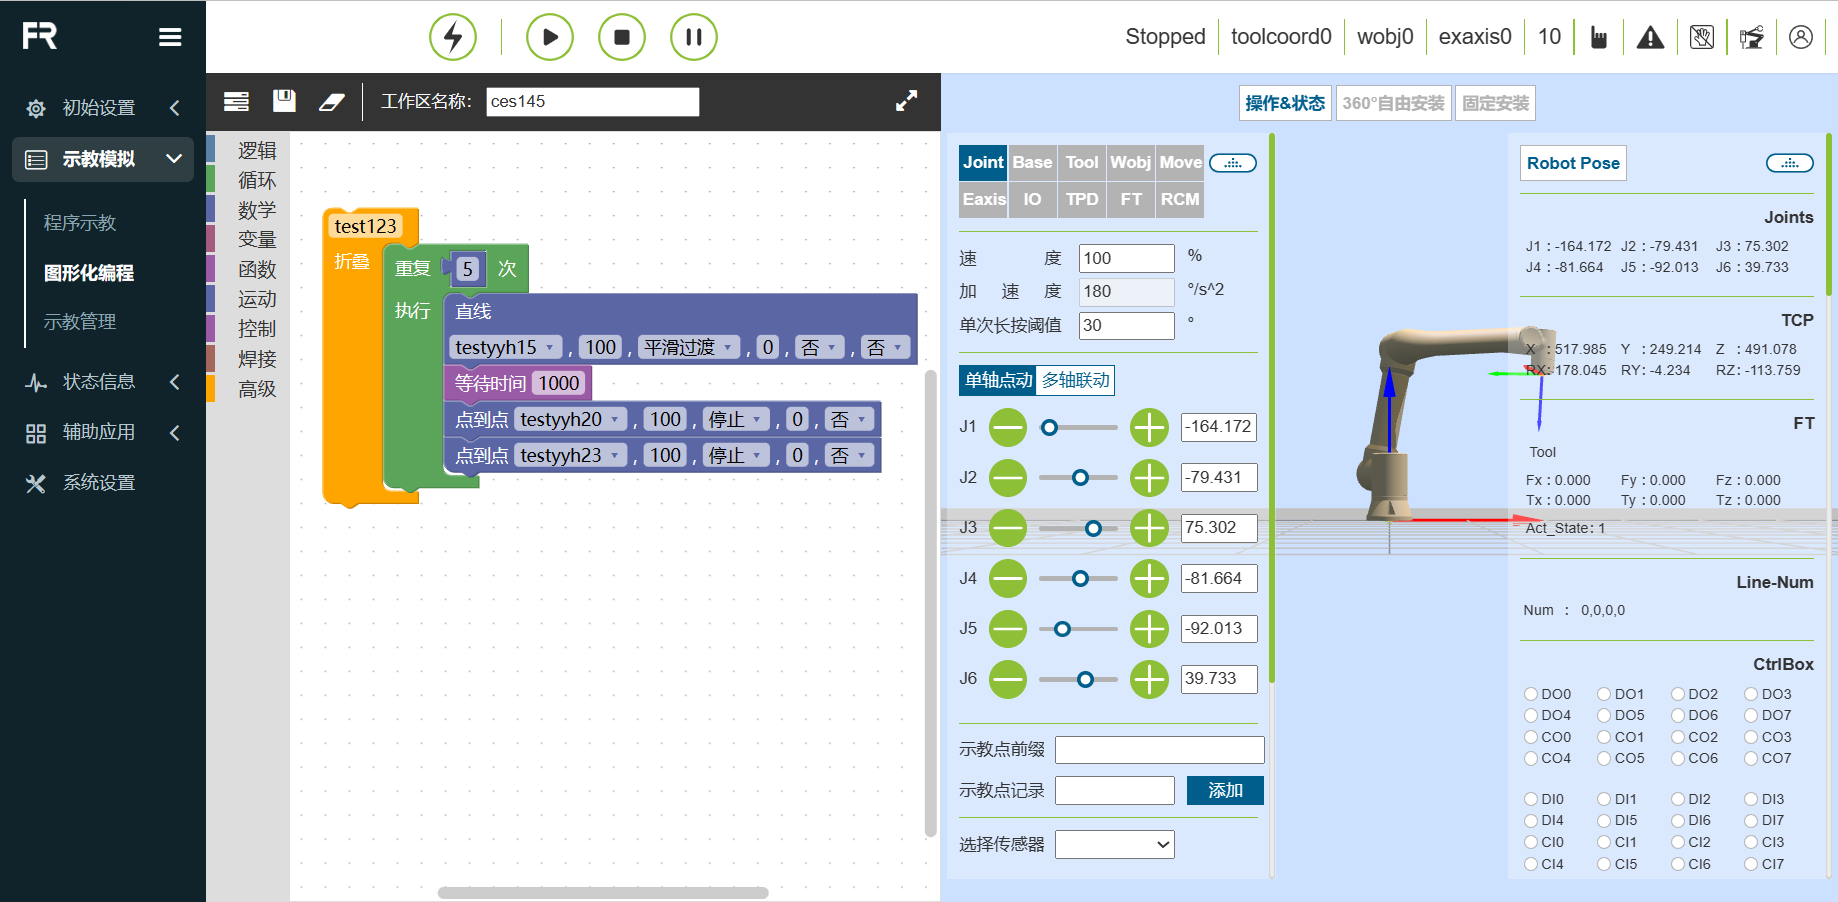 FR
Stopped
toolcoord0
wobj0
exaxis0
10
初始设置
示教模拟
程序示教
图形化编程
示教管理
状态信息
辅助应用
系统设置
工作区名称: ces145
逻辑
循环
数学
变量
函数
运动
控制
焊接
高级
test123
折叠
重复 5 次
执行
直线
testyyh15 , 100 , 平滑过渡 , 0 , 否 , 否
等待时间 1000
点到点 testyyh20 , 100 , 停止 , 0 , 否
点到点 testyyh23 , 100 , 停止 , 0 , 否
操作&状态 360°自由安装 固定安装
Joint Base Tool Wobj Move
Eaxis IO TPD FT RCM
速度 100 %
加速度 180 °/s^2
单次长按阈值 30 °
单轴点动 多轴联动
J1 -164.172
J2 -79.431
J3 75.302
J4 -81.664
J5 -92.013
J6 39.733
示教点前缀
示教点记录 添加
选择传感器
Robot Pose
Joints
J1 : -164.172 J2 : -79.431 J3 : 75.302
J4 : -81.664 J5 : -92.013 J6 : 39.733
TCP
X : 517.985 Y : 249.214 Z : 491.078
RX: 178.045 RY: -4.234 RZ: -113.759
FT
Tool
Fx : 0.000 Fy : 0.000 Fz : 0.000
Tx : 0.000 Ty : 0.000 Tz : 0.000
Act_State: 1
Line-Num
Num : 0,0,0,0
CtrlBox
DO0 DO1 DO2 DO3
DO4 DO5 DO6 DO7
CO0 CO1 CO2 CO3
CO4 CO5 CO6 CO7
DI0 DI1 DI2 DI3
DI4 DI5 DI6 DI7
CI0 CI1 CI2 CI3
CI4 CI5 CI6 CI7